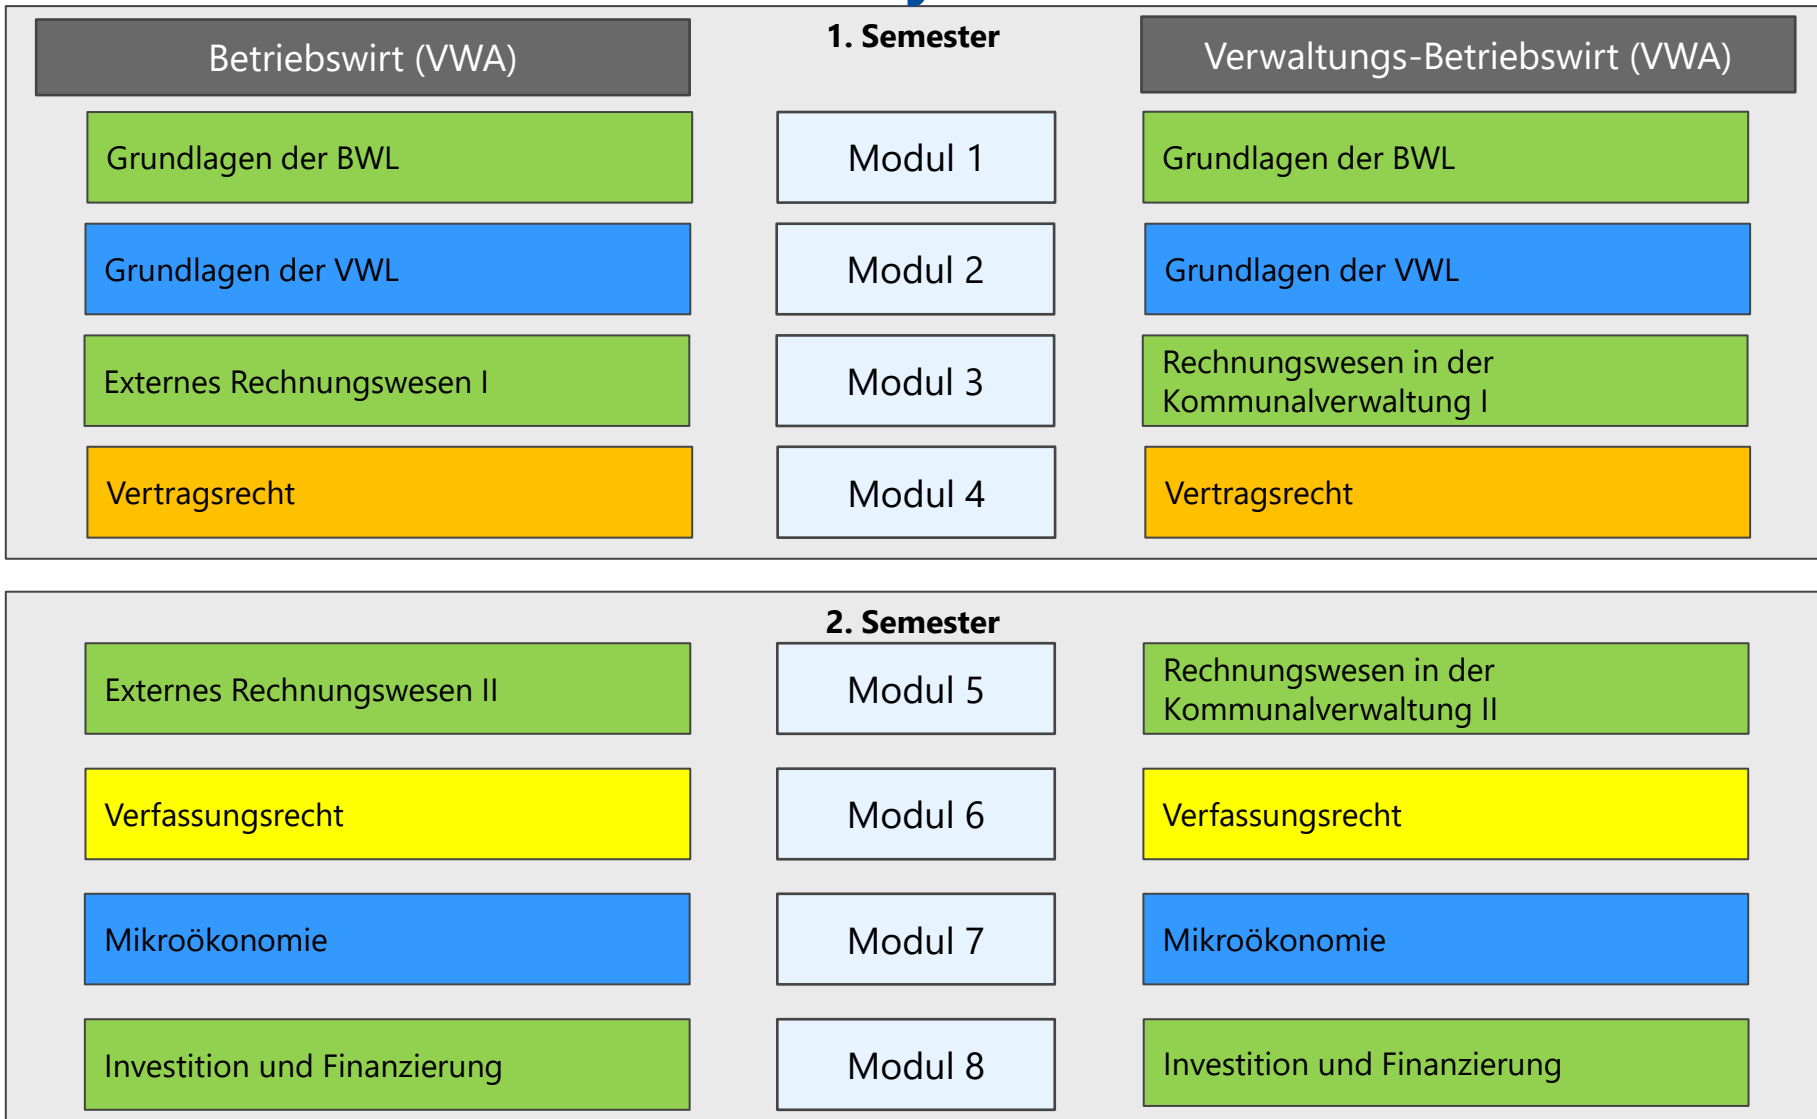 1. Semester
Betriebswirt (VWA)
Verwaltungs-Betriebswirt (VWA)
Grundlagen der BWL
Modul 1
Grundlagen der BWL
Grundlagen der VWL
Modul 2
Grundlagen der VWL
Externes Rechnungswesen I
Modul 3
Rechnungswesen in der
Kommunalverwaltung I
Vertragsrecht
Modul 4
Vertragsrecht
2. Semester
Externes Rechnungswesen II
Modul 5
Rechnungswesen in der
Kommunalverwaltung II
Verfassungsrecht
Modul 6
Verfassungsrecht
Mikroökonomie
Modul 7
Mikroökonomie
Investition und Finanzierung
Modul 8
Investition und Finanzierung